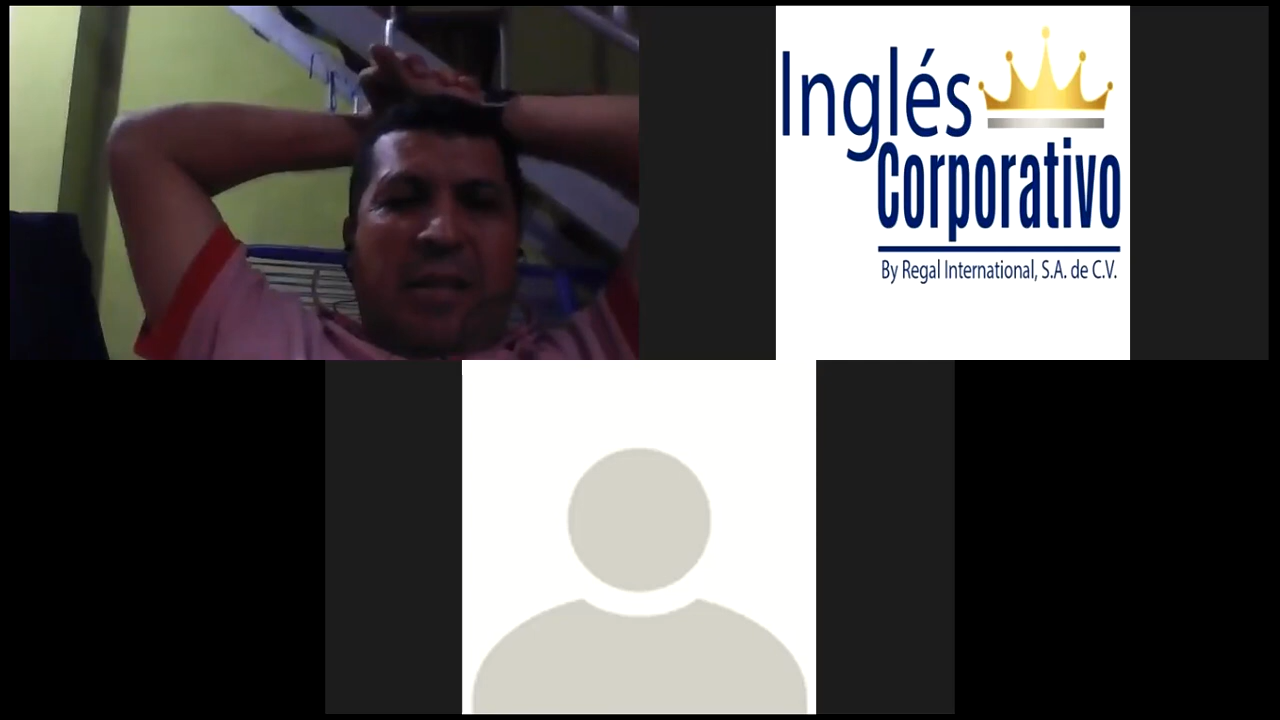 Inglés
Corporativo
By Regal International, S.A. de C.V.